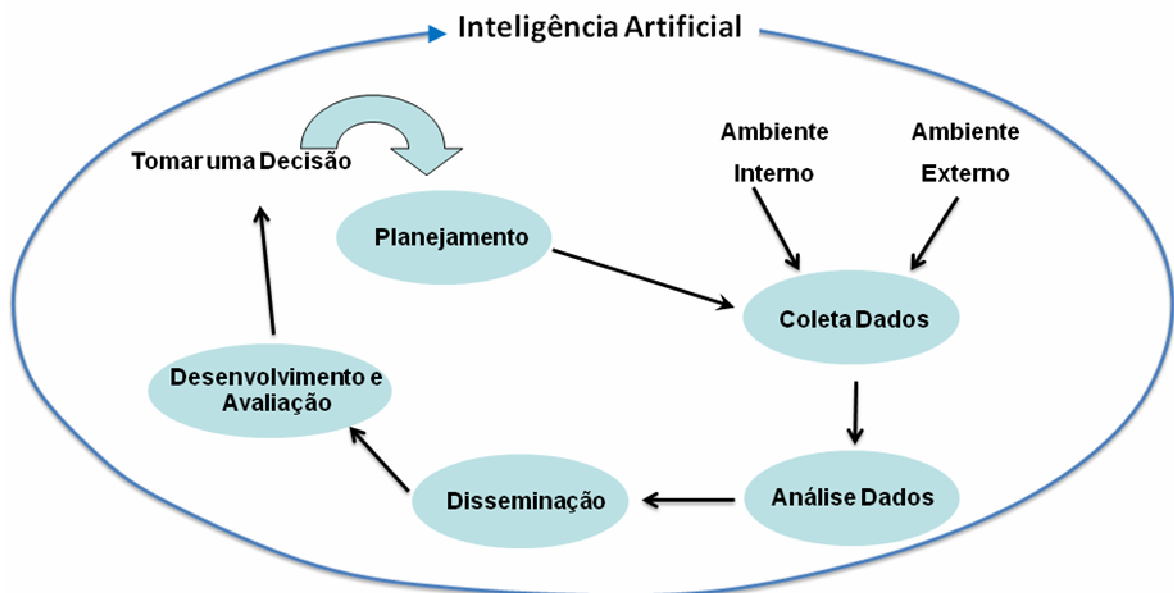 Inteligência Artificial
Tomar uma Decisão
Ambiente
Interno
Ambiente
Externo
Planejamento
Coleta Dados
Desenvolvimento e
Avaliação
Disseminação
Análise Dados